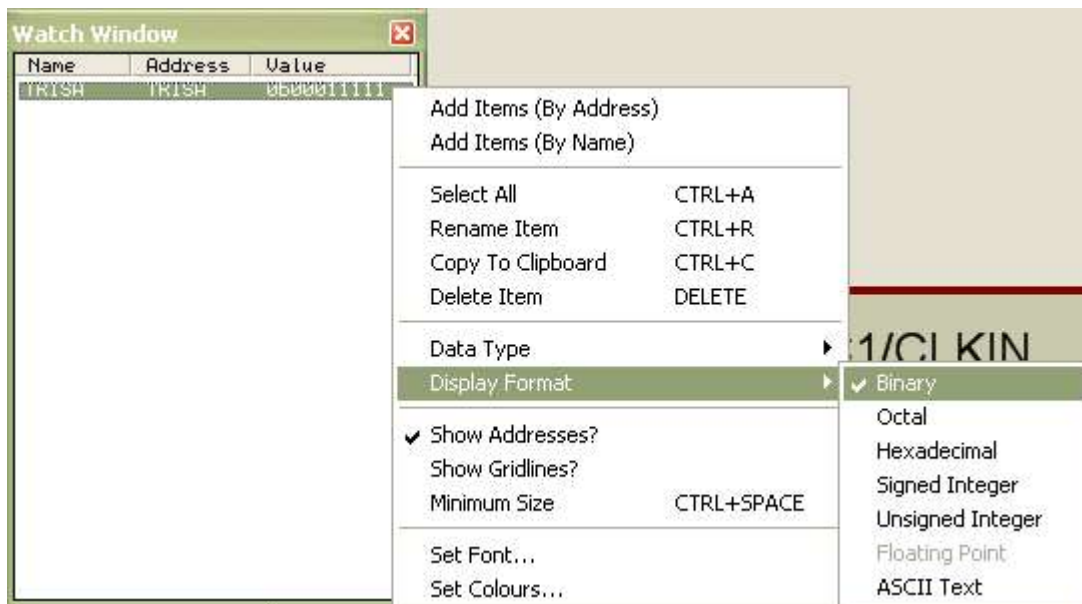 Watch Window
Name Address Value
TRISA TRISA 0b00011111
Add Items (By Address)
Add Items (By Name)
Select All CTRL+A
Rename Item CTRL+R
Copy To Clipboard CTRL+C
Delete Item DELETE
Data Type
1/CLKIN
Display Format
Binary
Octal
Show Addresses?
Hexadecimal
Show Gridlines?
Signed Integer
Minimum Size CTRL+SPACE
Unsigned Integer
Set Font...
Floating Point
Set Colours...
ASCII Text